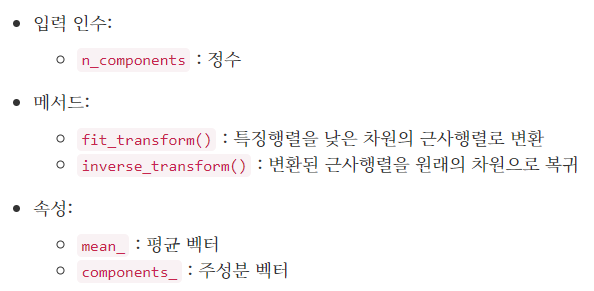 입력 인수:
n_components : 정수
메서드:
fit_transform() : 특징행렬을 낮은 차원의 근사행렬로 변환
inverse_transform() : 변환된 근사행렬을 원래의 차원으로 복귀
속성:
mean_ : 평균 벡터
components_ : 주성분 벡터